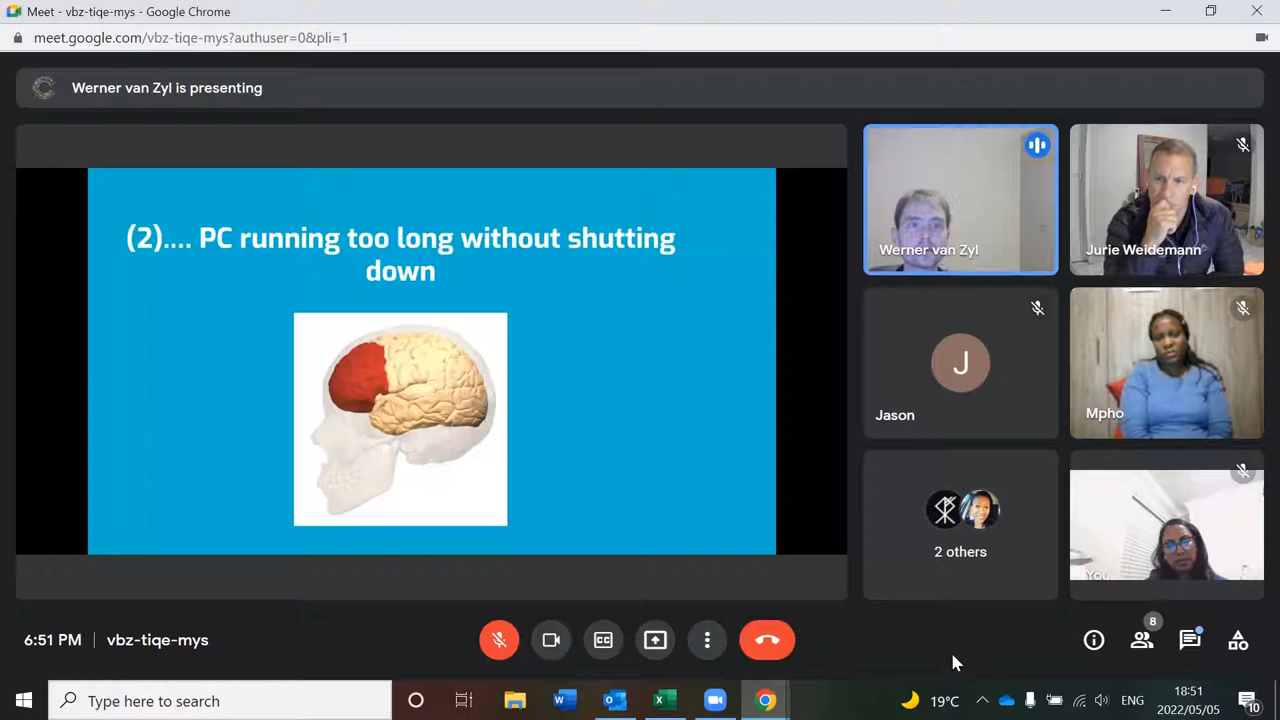 Meet - vbz-tiqe-mys - Google Chrome
meet.google.com/vbz-tiqe-mys?authuser=0&pli=1
Werner van Zyl is presenting
(2).... PC running too long without shutting
down
Werner van Zyl
Jurie Weidemann
J
Jason
Mpho
2 others
You
6:51 PM | vbz-tiqe-mys
CC
8
Type here to search
19°C
ENG
18:51
2022/05/05
10